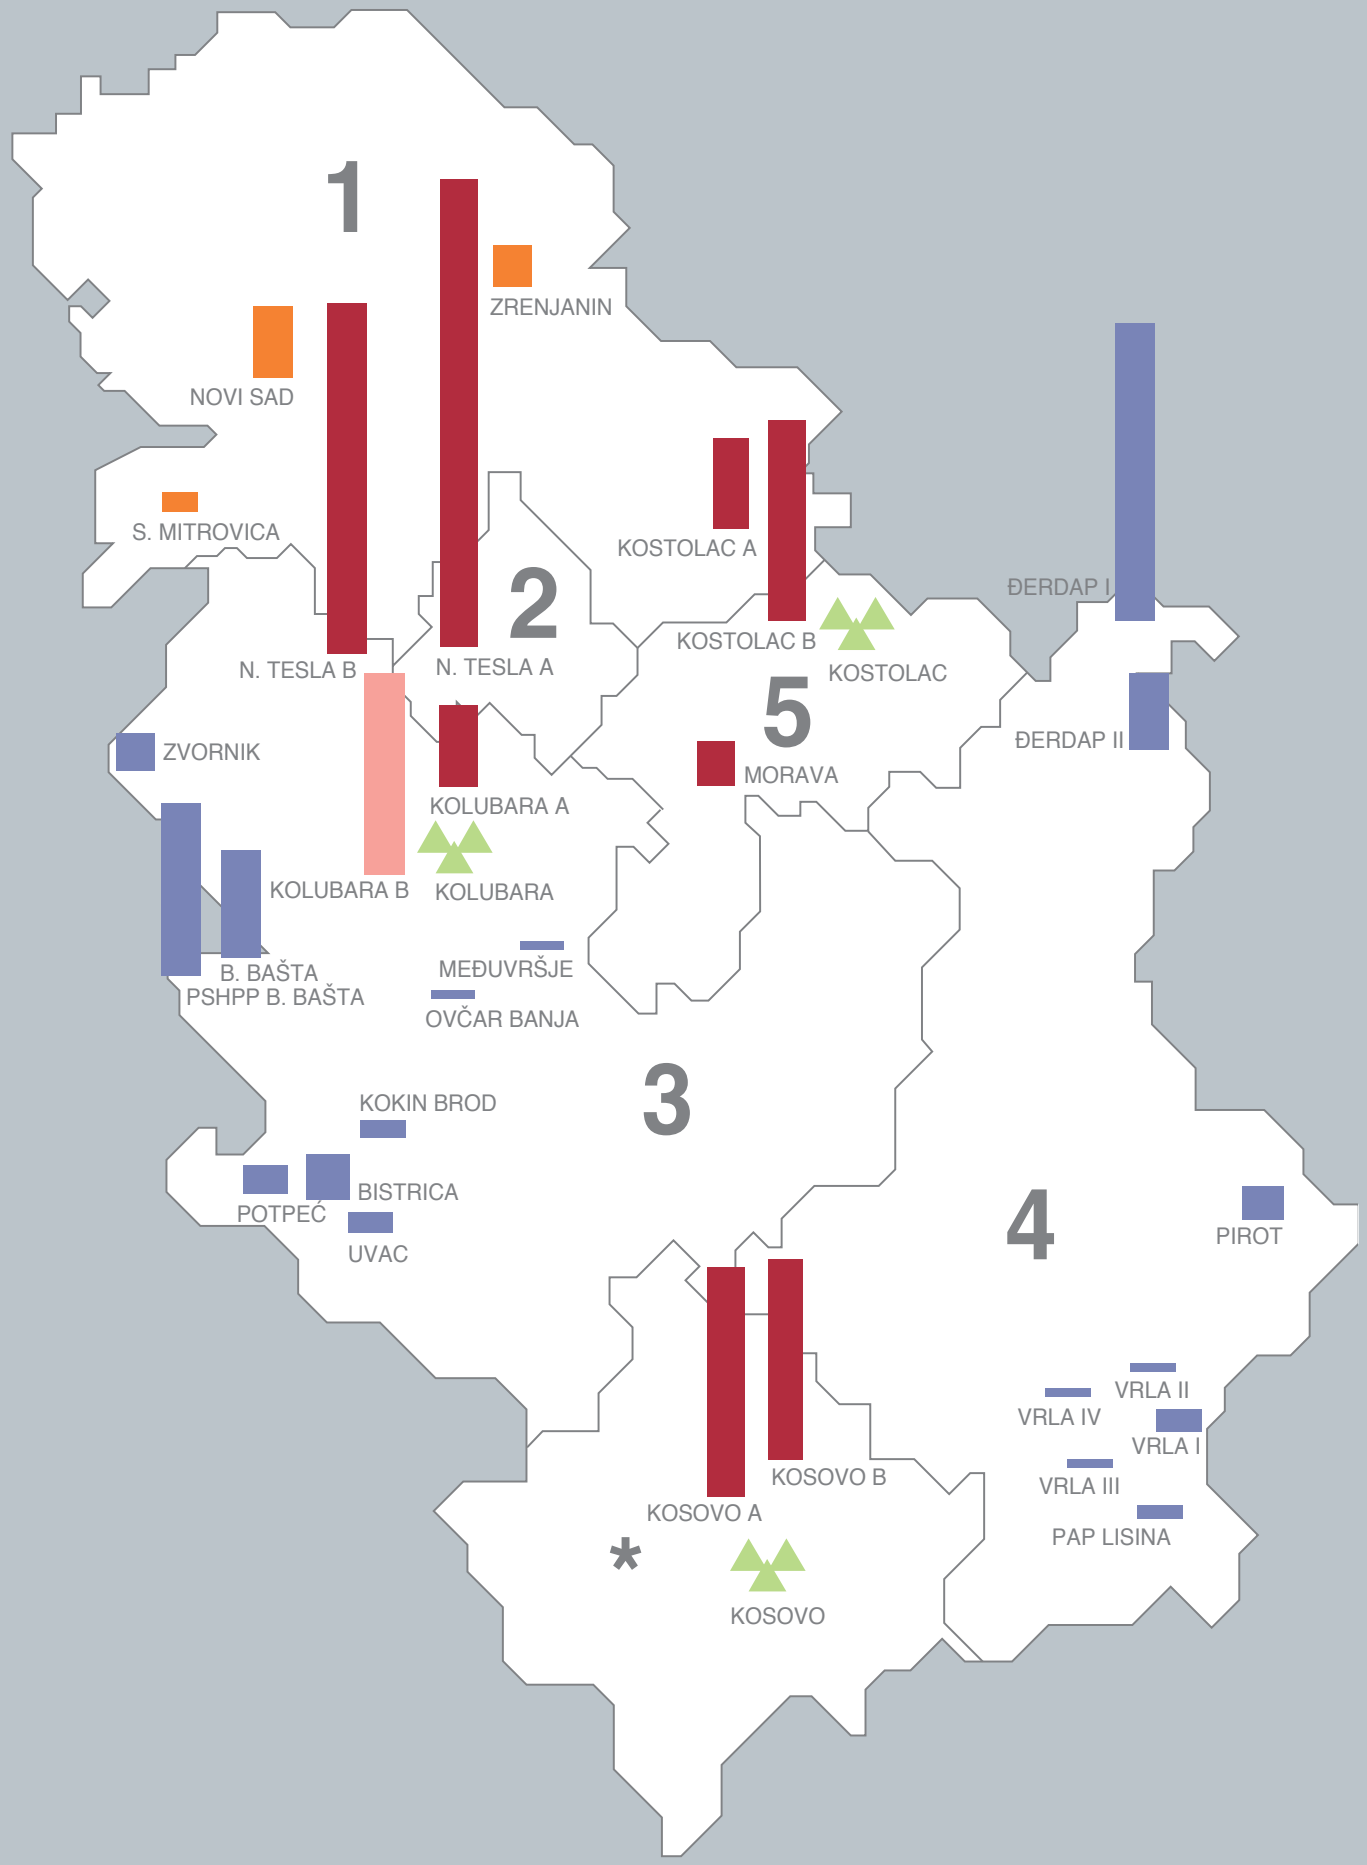 1
ZRENJANIN
NOVI SAD
S. MITROVICA
KOSTOLAC A
2
ĐERDAP I
N. TESLA B
N. TESLA A
KOSTOLAC B
KOSTOLAC
5
ĐERDAP II
ZVORNIK
MORAVA
KOLUBARA A
KOLUBARA B
KOLUBARA
B. BAŠTA
PSHPP B. BAŠTA
MEĐUVRŠJE
OVČAR BANJA
3
KOKIN BROD
BISTRICA
POTPEĆ
UVAC
4
PIROT
VRLA II
VRLA IV
VRLA I
VRLA III
KOSOVO B
KOSOVO A
PAP LISINA
*
KOSOVO